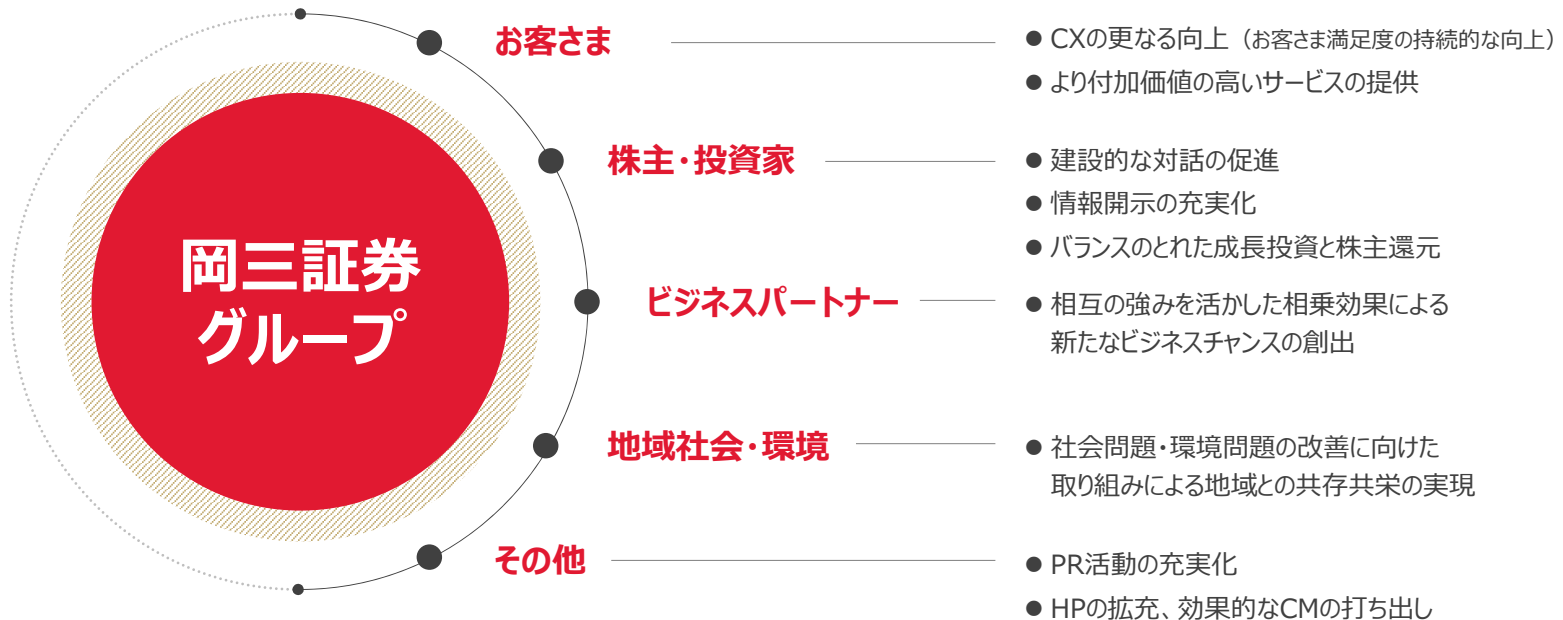 岡三証券
グループ
お客さま
● CXの更なる向上（お客さま満足度の持続的な向上）
● より付加価値の高いサービスの提供
株主・投資家
● 建設的な対話の促進
● 情報開示の充実化
● バランスのとれた成長投資と株主還元
ビジネスパートナー
● 相互の強みを活かした相乗効果による
新たなビジネスチャンスの創出
地域社会・環境
● 社会問題・環境問題の改善に向けた
取り組みによる地域との共存共栄の実現
その他
● PR活動の充実化
● HPの拡充、効果的なCMの打ち出し